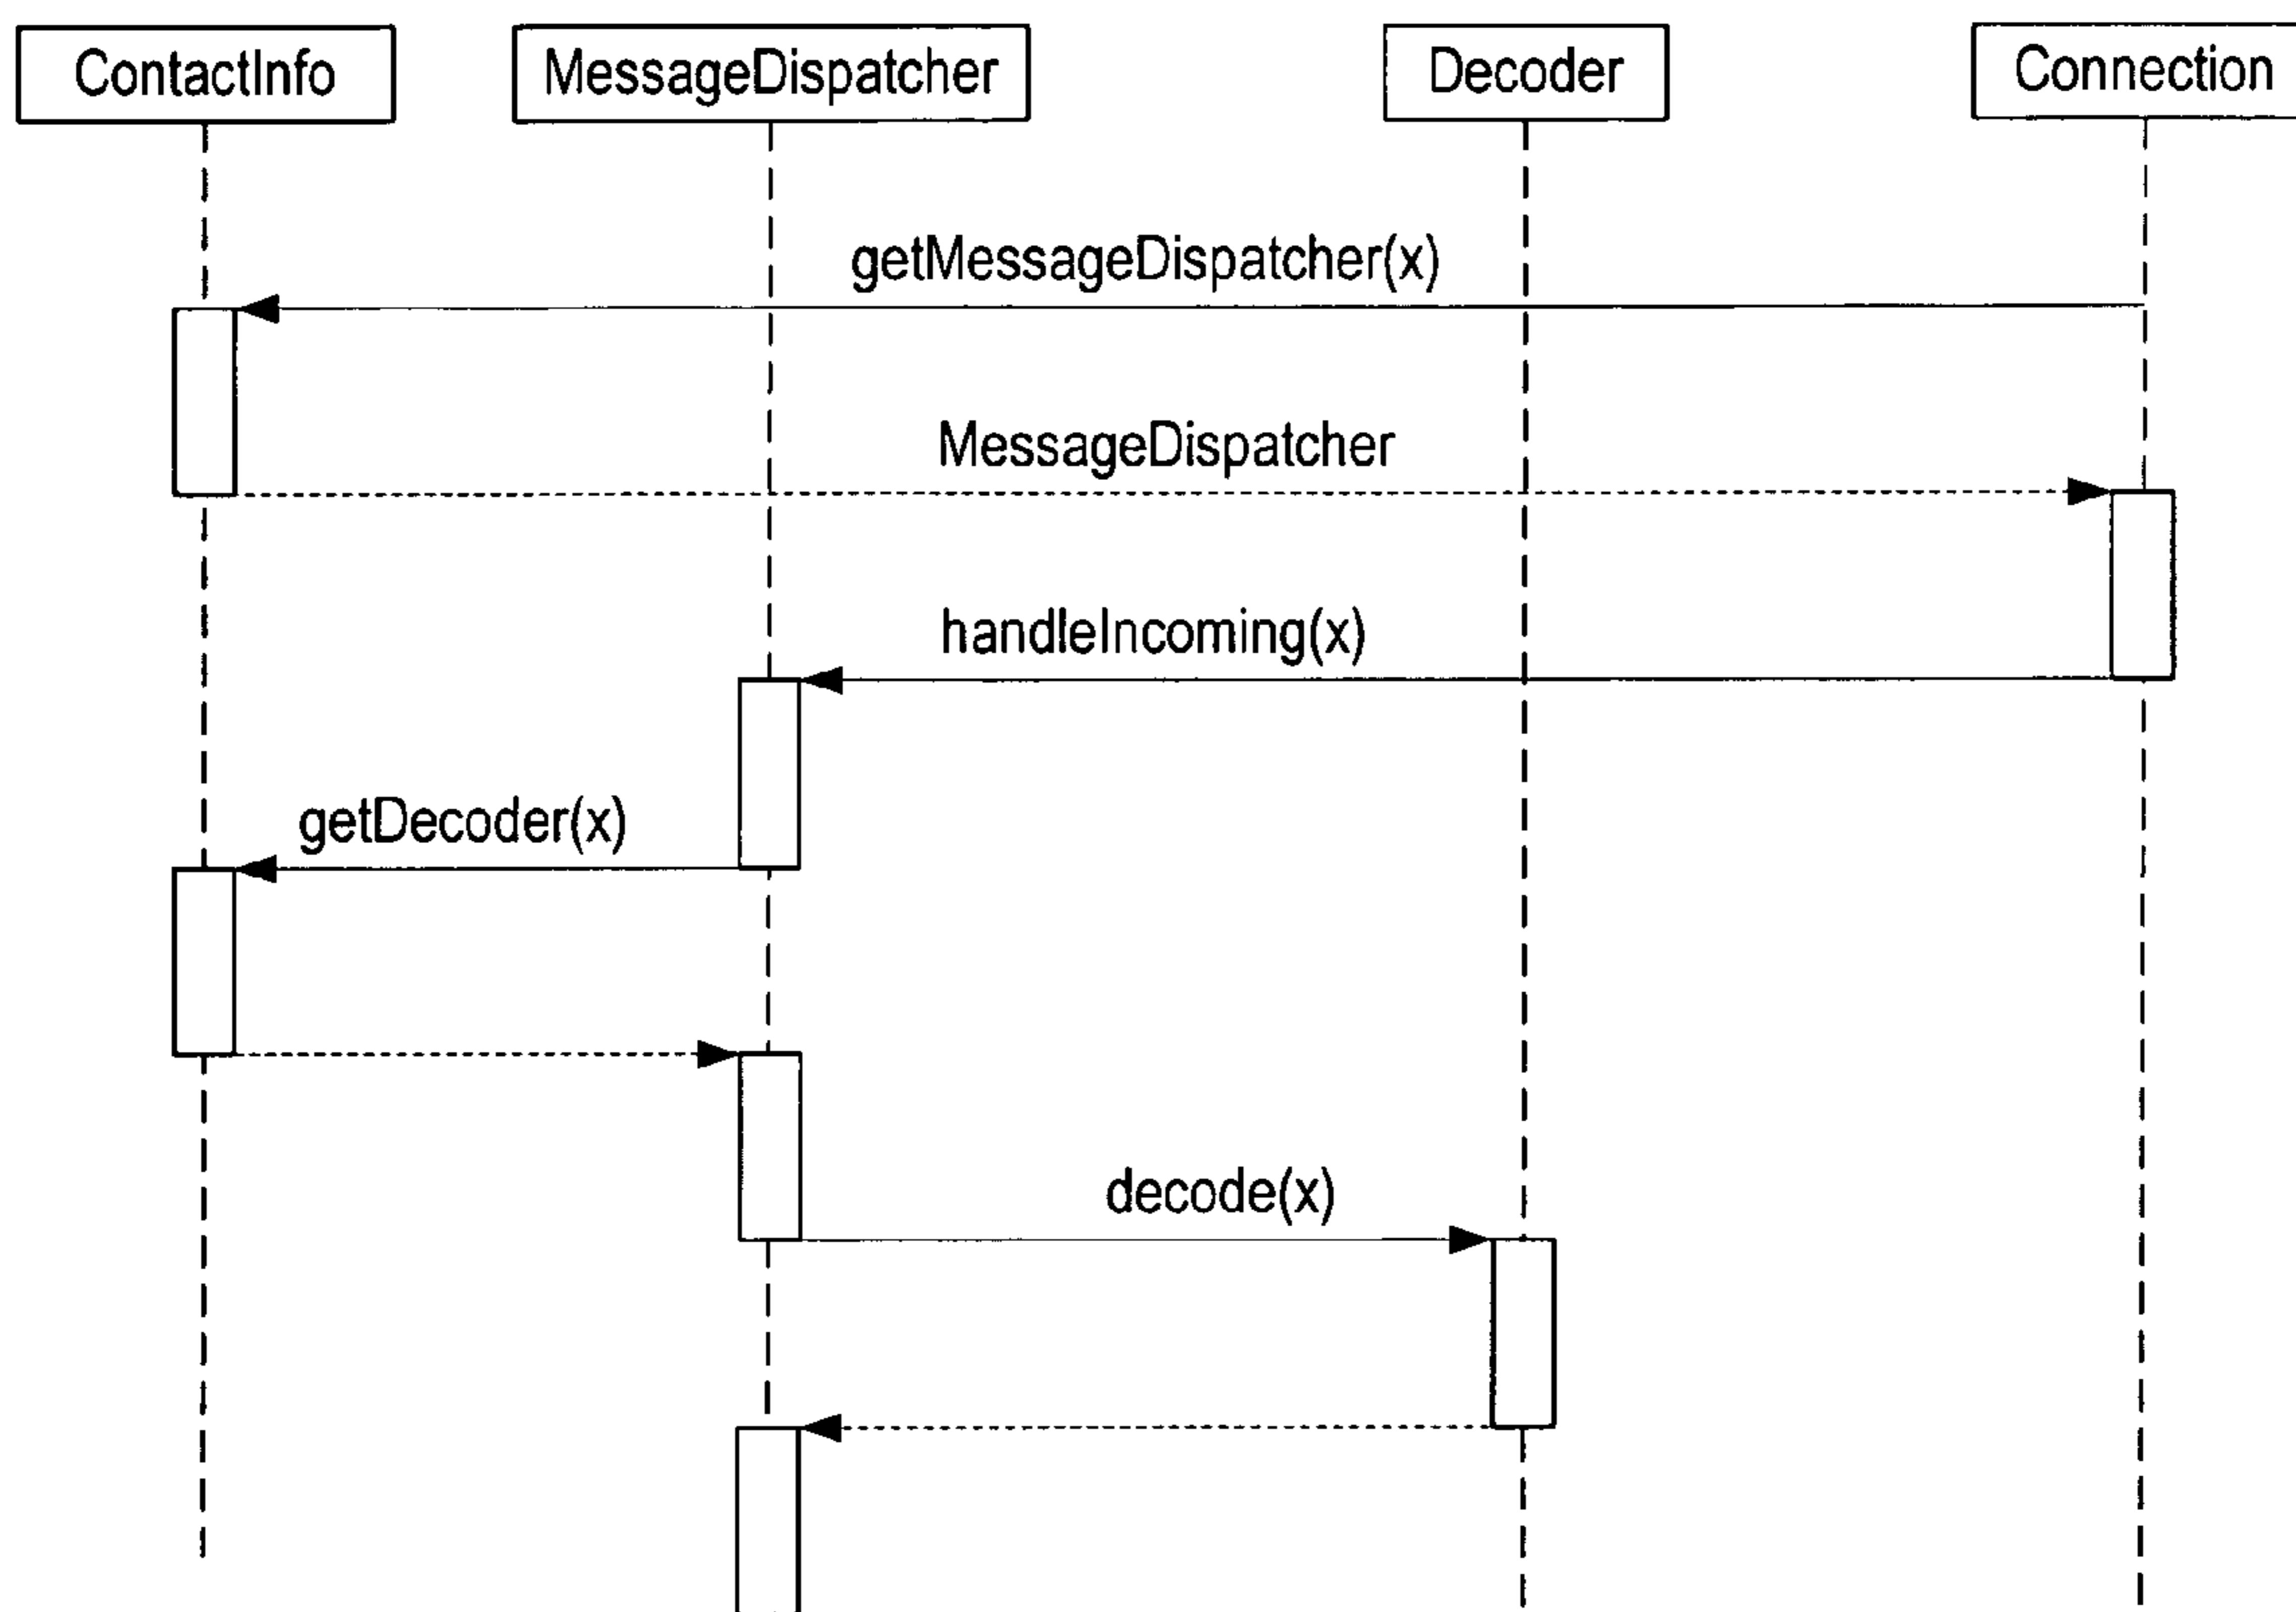 ContactInfo MessageDispatcher Decoder Connection
getMessageDispatcher(x)
MessageDispatcher
handleIncoming(x)
getDecoder(x)
decode(x)